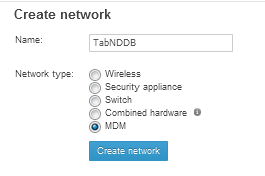 Create network
Name: TabNDDB
Network type: Wireless
Security appliance
Switch
Combined hardware i
MDM
Create network